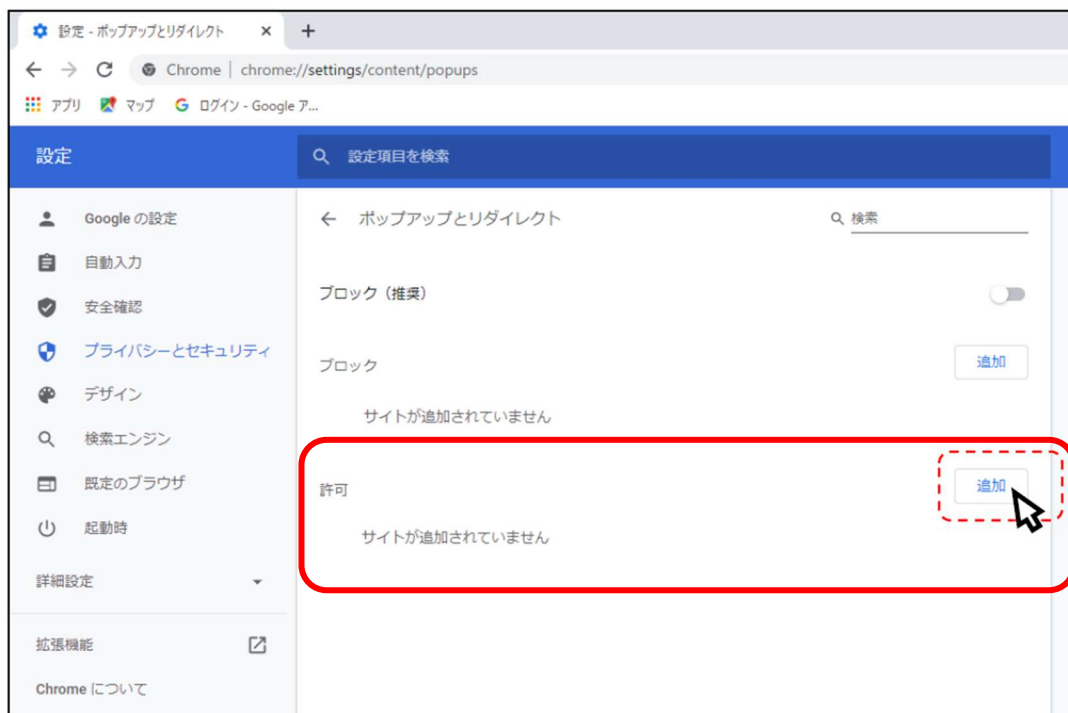 設定 - ポップアップとリダイレクト
Chrome | chrome://settings/content/popups
アプリ マップ ログイン - Google ア...
設定
設定項目を検索
Google の設定
自動入力
安全確認
プライバシーとセキュリティ
デザイン
検索エンジン
既定のブラウザ
起動時
詳細設定
拡張機能
Chrome について
ポップアップとリダイレクト
検索
ブロック（推奨）
ブロック
追加
サイトが追加されていません
許可
追加
サイトが追加されていません